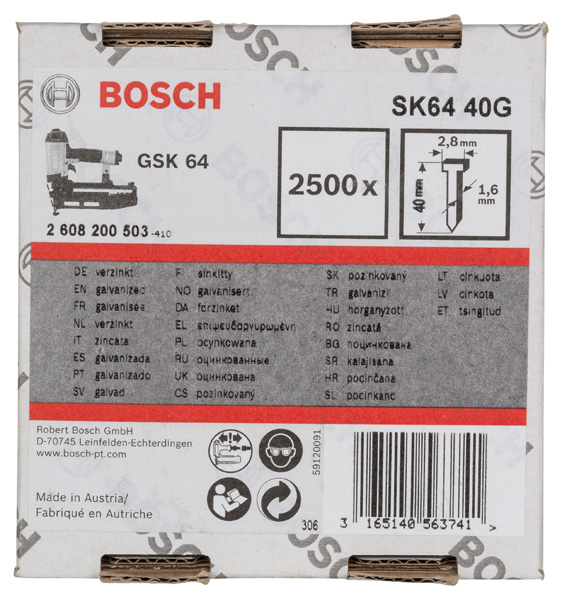 BOSCH
SK64 40G
GSK 64
2500 x
2,8 mm
40 mm
1,6 mm
2 608 200 503 -410
DE verzinkt
EN galvanized
FR galvanisés
NL verzinkt
IT zincata
ES galvanizada
PT galvanizado
SV galvad
FI sinkitty
NO galvanisert
DA forzinket
EL επιψευδαργυρωμένη
PL ocynkowana
RU оцинкованные
UK оцинкована
CS pozinkovaný
SK pozinkovaný
TR galvanizli
HU horganyzott
RO zincată
BG поцинкована
SR kalajisana
HR pocinčana
SL pocinkano
LT cinkuota
LV cinkota
ET tsingitud
Robert Bosch GmbH
D-70745 Leinfelden-Echterdingen
www.bosch-pt.com
Made in Austria/
Fabriqué en Autriche
59120091
306
3 165140 563741 >
BOSCH
BOSCH